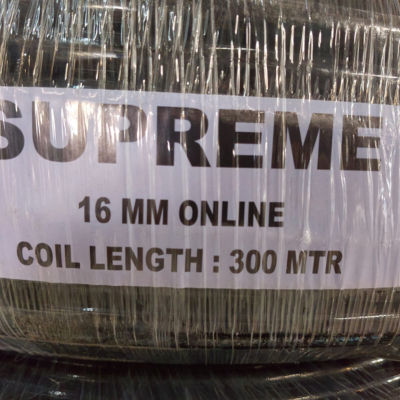 SUPREME
16 MM ONLINE
COIL LENGTH : 300 MTR